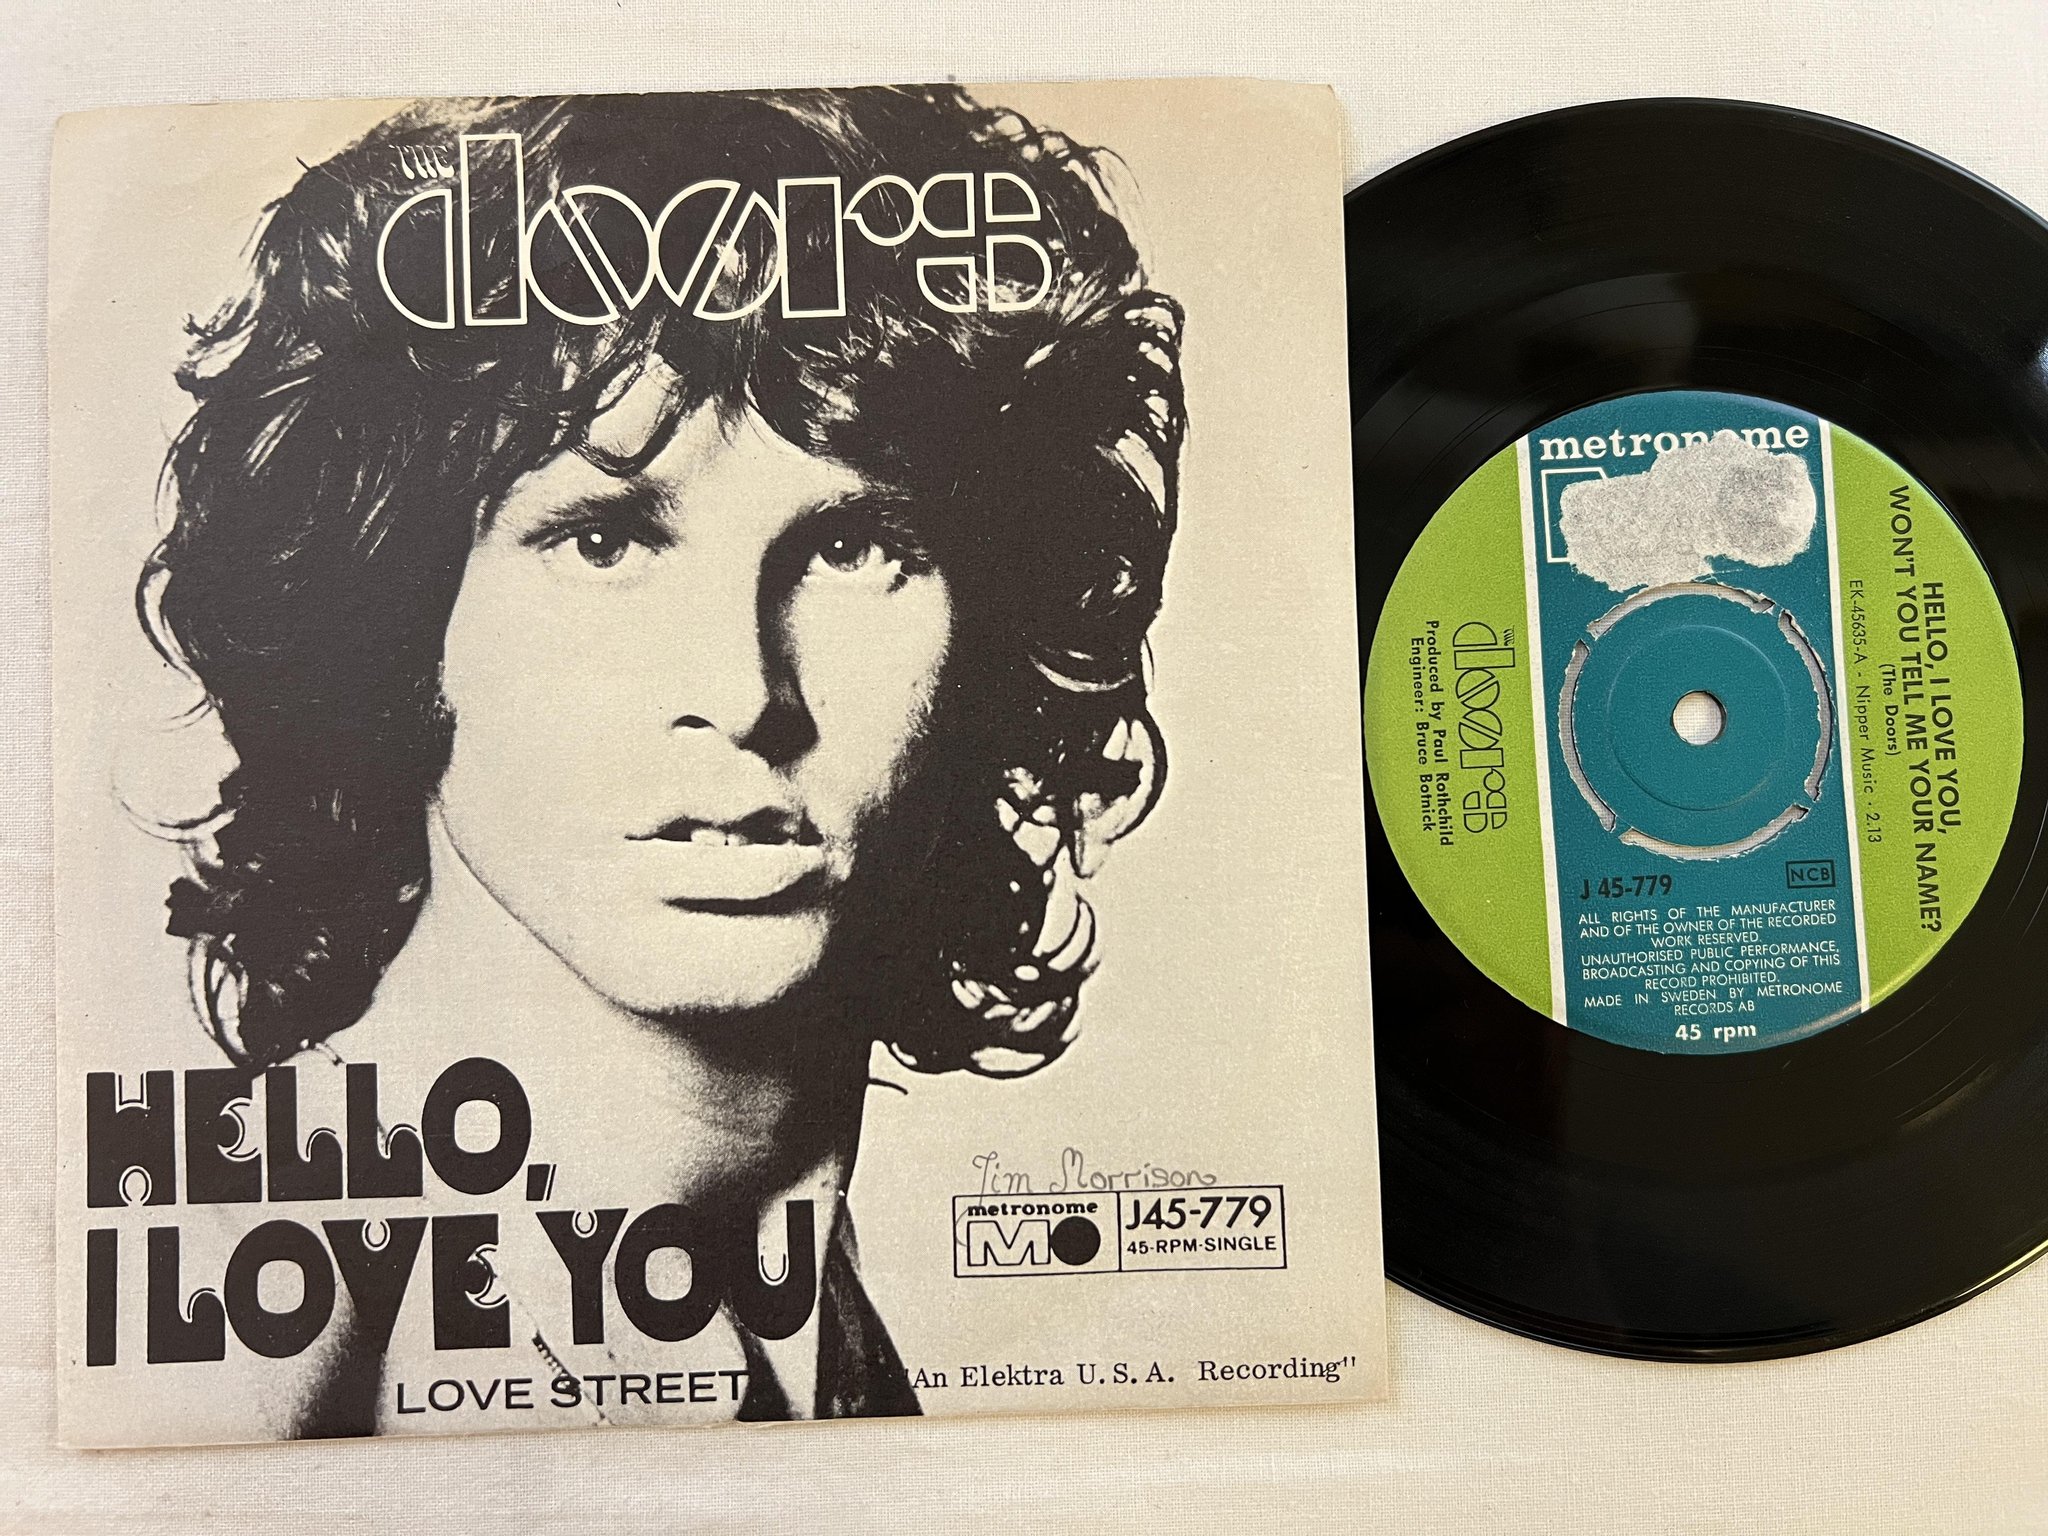 THE
doors
HELLO,
I LOVE YOU
LOVE STREET
Jim Morrison
metronome
J45-779
45-RPM-SINGLE
"An Elektra U.S.A. Recording"
metronome
HELLO, I LOVE YOU,
WON'T YOU TELL ME YOUR NAME?
(The Doors)
EK-45635-A - Nipper Music · 2.13
THE
doors
Produced by Paul Rothchild
Engineer: Bruce Botnick
NCB
J 45-779
ALL RIGHTS OF THE MANUFACTURER
AND OF THE OWNER OF THE RECORDED
WORK RESERVED.
UNAUTHORISED PUBLIC PERFORMANCE,
BROADCASTING AND COPYING OF THIS
RECORD PROHIBITED.
MADE IN SWEDEN BY METRONOME
RECORDS AB
45 rpm